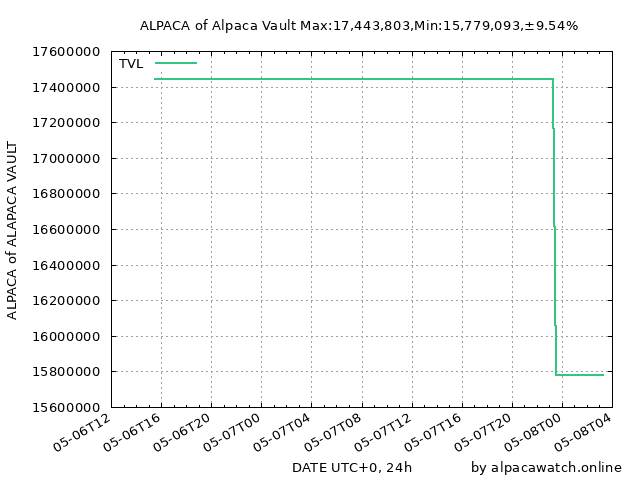 ALPACA of Alpaca Vault Max:17,443,803,Min:15,779,093,±9.54%
TVL
17600000
17400000
17200000
17000000
16800000
16600000
16400000
16200000
16000000
15800000
15600000
ALPACA of ALAPACA VAULT
05-06T12
05-06T16
05-06T20
05-07T00
05-07T04
05-07T08
05-07T12
05-07T16
05-07T20
05-08T00
05-08T04
DATE UTC+0, 24h
by alpacawatch.online